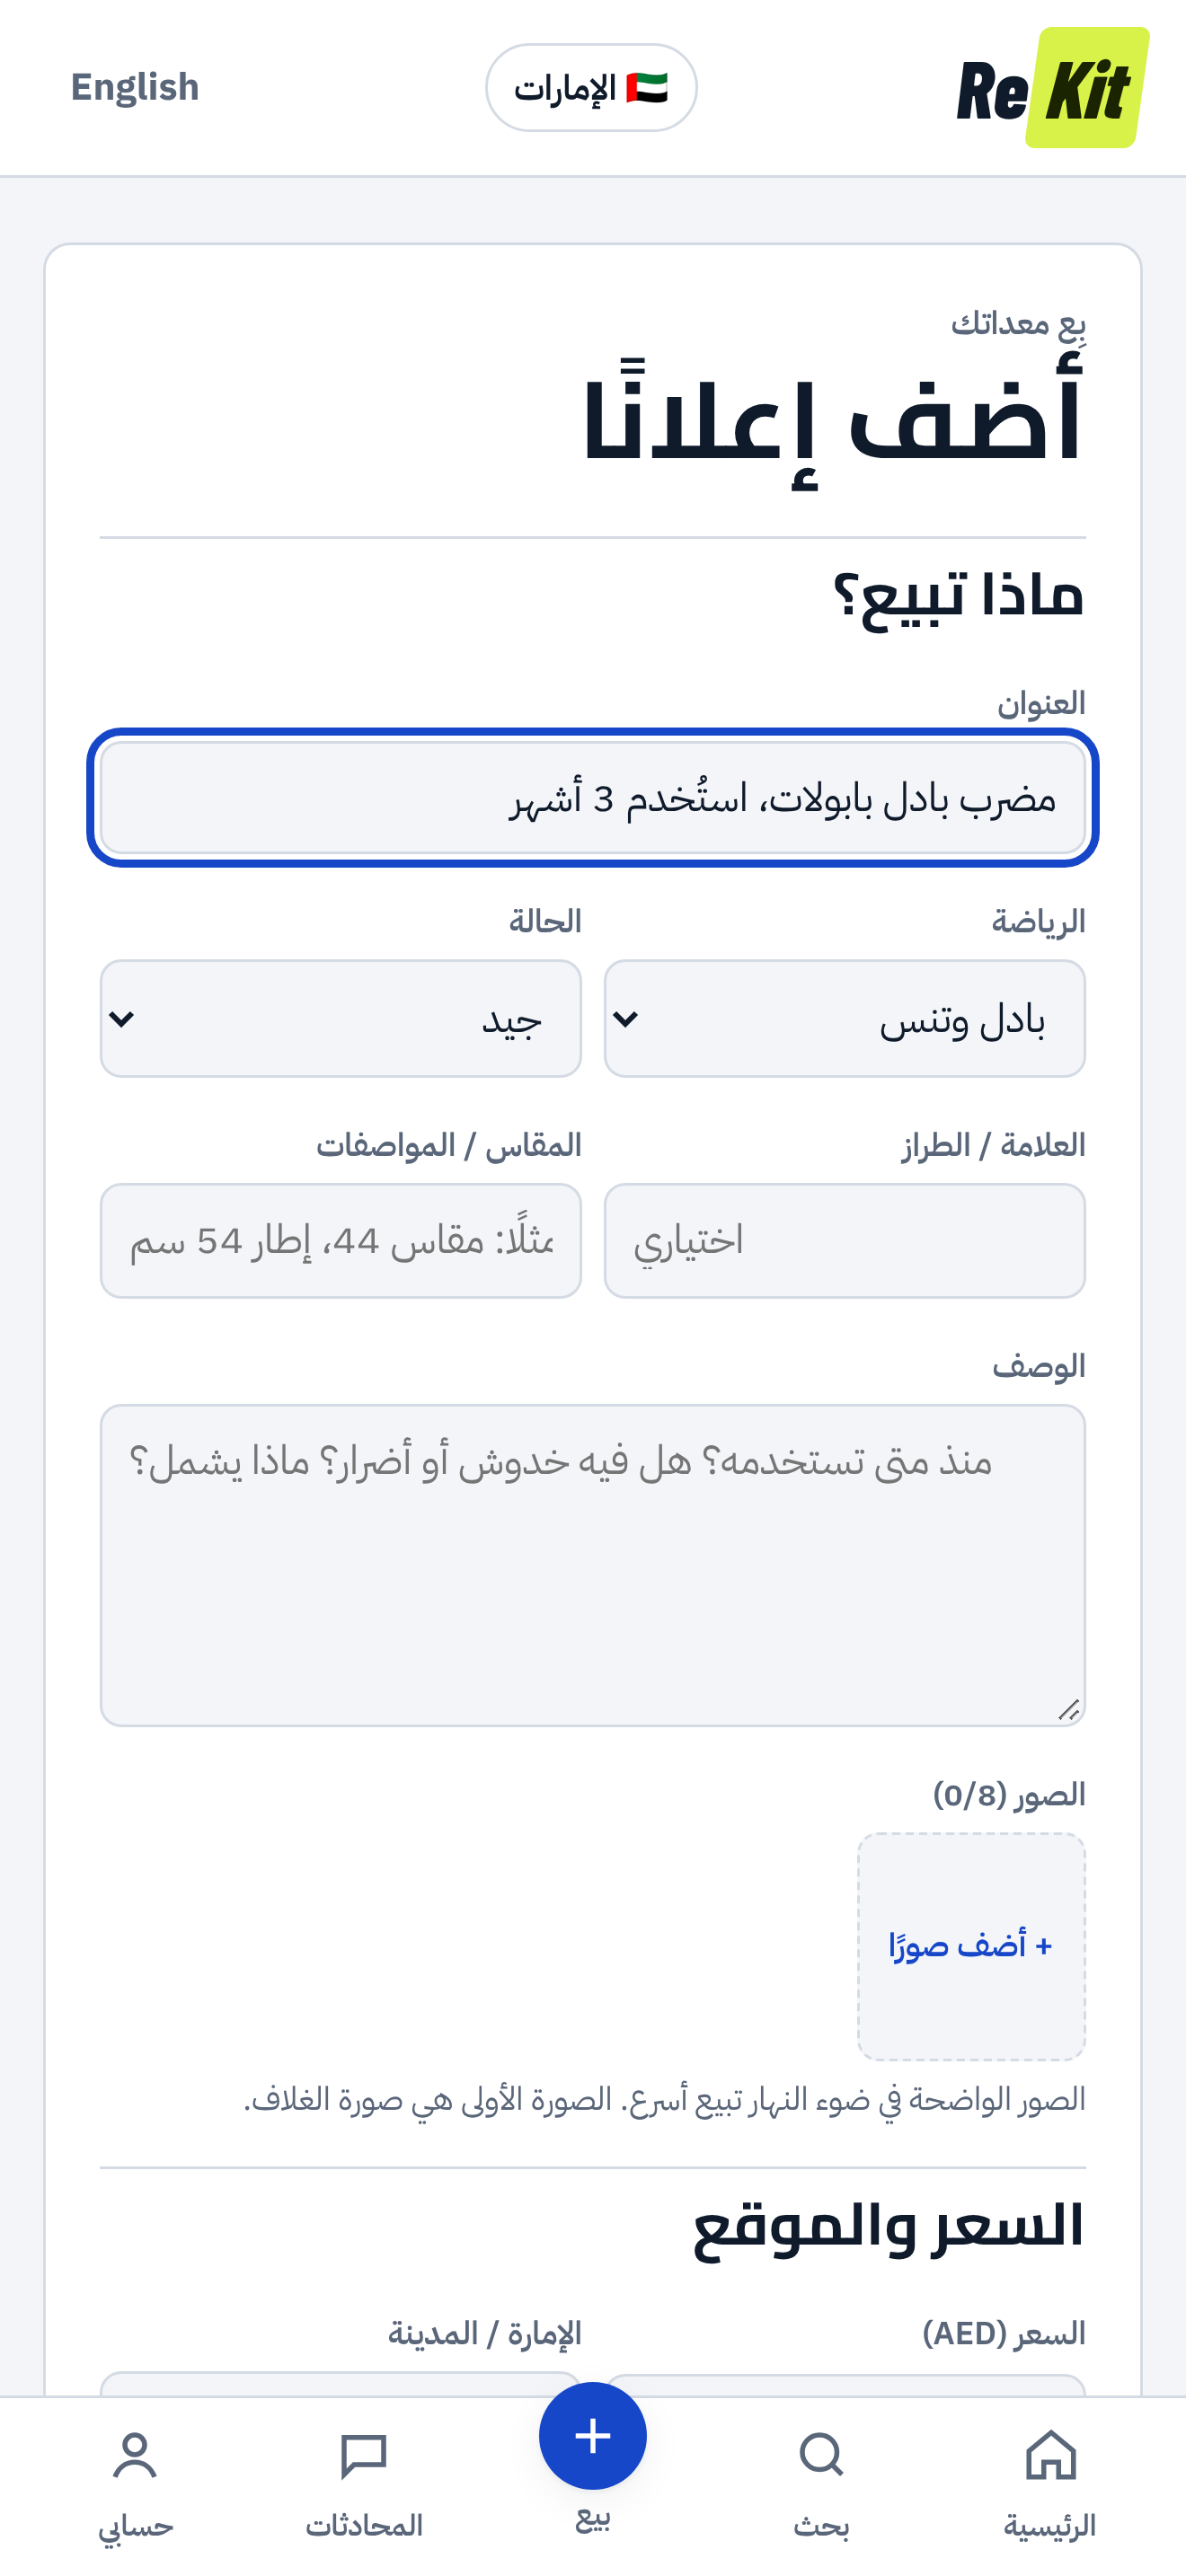 Re Kit
الإمارات
English
بِع معداتك
أضف إعلانًا
ماذا تبيع؟
العنوان
مضرب بادل بابولات، استُخدم 3 أشهر
الرياضة
الحالة
بادل وتنس
جيد
العلامة / الطراز
المقاس / المواصفات
اختياري
مثلًا: مقاس 44، إطار 54 سم
الوصف
منذ متى تستخدمه؟ هل فيه خدوش أو أضرار؟ ماذا يشمل؟
الصور (0/8)
+ أضف صورًا
الصور الواضحة في ضوء النهار تبيع أسرع. الصورة الأولى هي صورة الغلاف.
السعر والموقع
السعر (AED)
الإمارة / المدينة
الرئيسية
بحث
بيع
المحادثات
حسابي